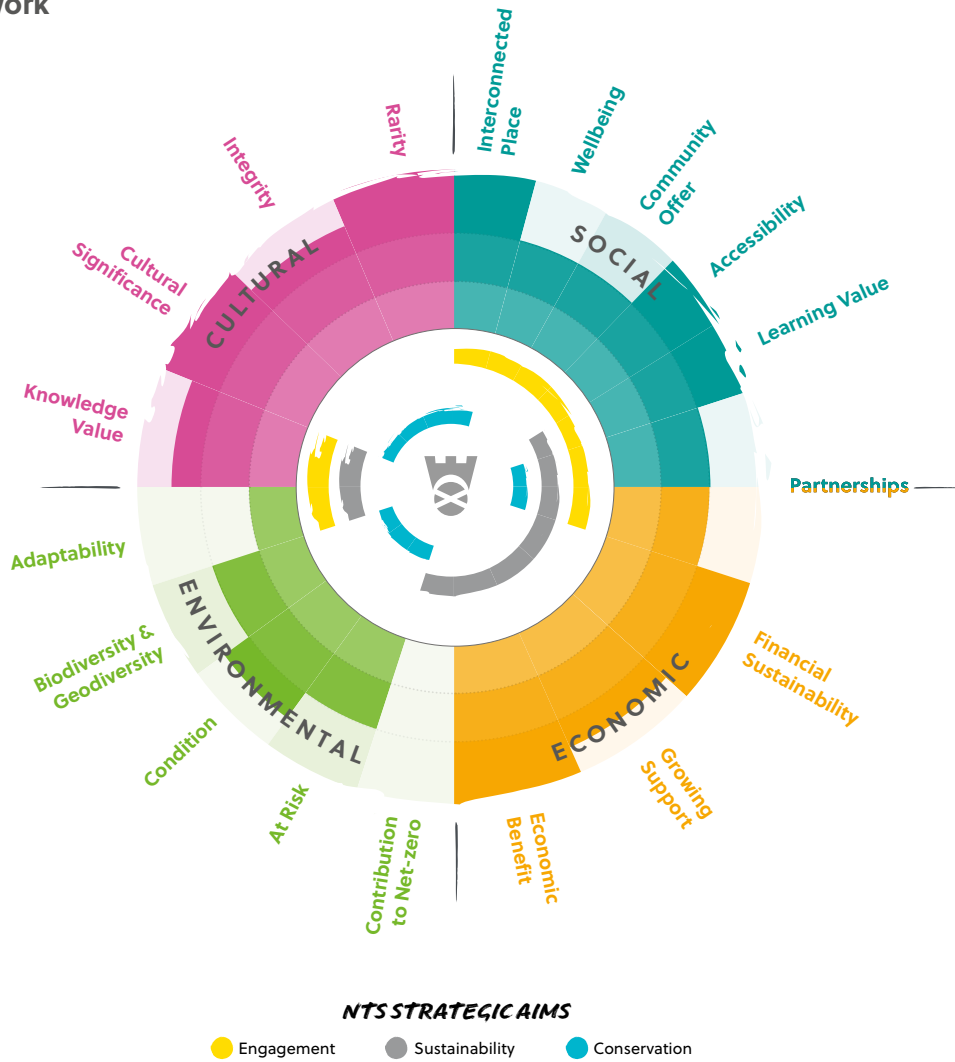 Interconnected
Place
Wellbeing
Community
Offer
Accessibility
Learning Value
Partnerships
Financial
Sustainability
Growing
Support
Economic
Benefit
Contribution
to Net-zero
At Risk
Condition
Biodiversity &
Geodiversity
Adaptability
Knowledge
Value
Cultural
Significance
Integrity
Rarity
CULTURAL
SOCIAL
ENVIRONMENTAL
ECONOMIC
NTS STRATEGIC AIMS
Engagement
Sustainability
Conservation